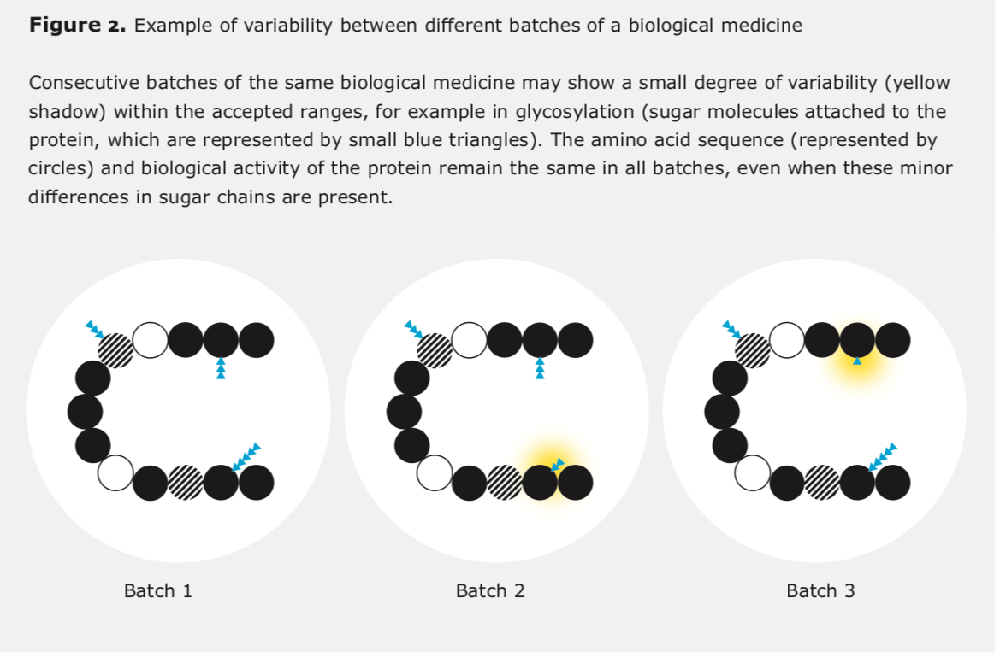 Figure 2. Example of variability between different batches of a biological medicine
Consecutive batches of the same biological medicine may show a small degree of variability (yellow
shadow) within the accepted ranges, for example in glycosylation (sugar molecules attached to the
protein, which are represented by small blue triangles). The amino acid sequence (represented by
circles) and biological activity of the protein remain the same in all batches, even when these minor
differences in sugar chains are present.
Batch 1
Batch 2
Batch 3